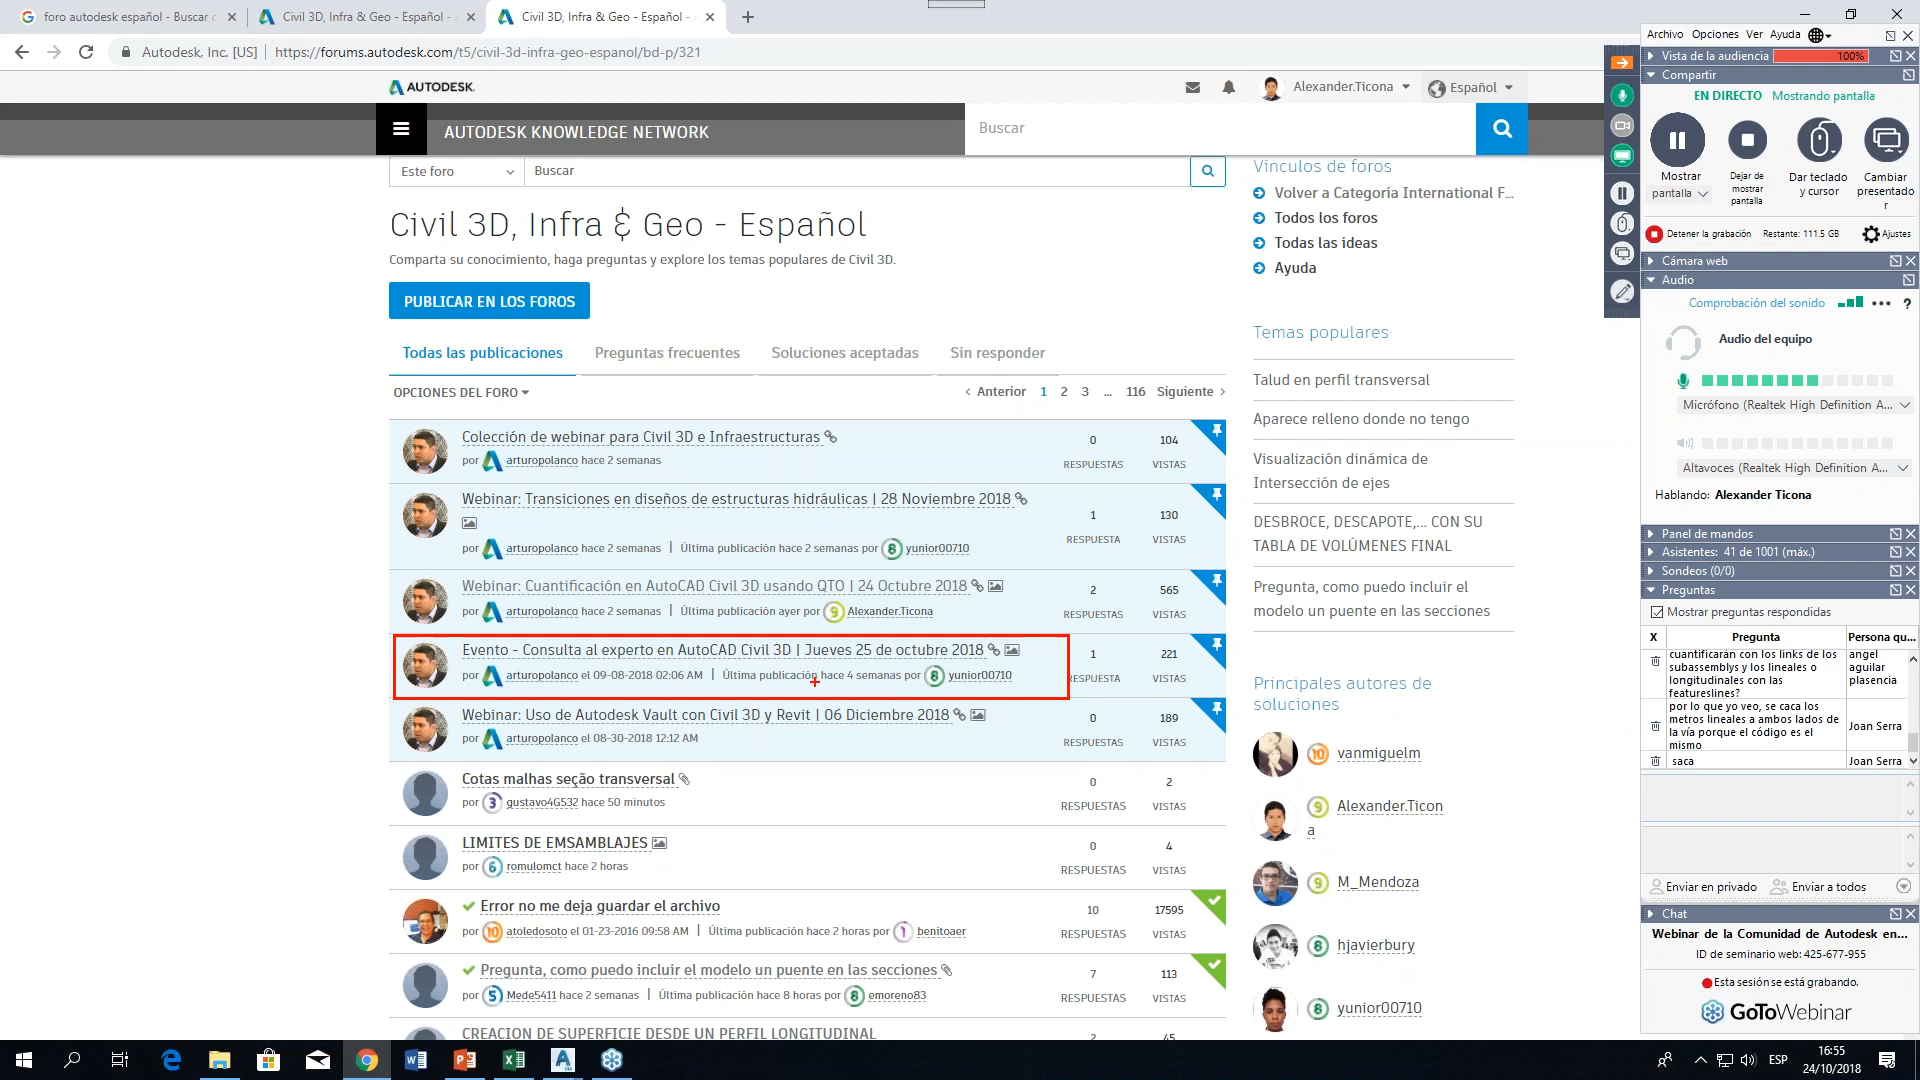 foro autodesk español - Buscar c
Civil 3D, Infra & Geo - Español -
Civil 3D, Infra & Geo - Español -
Autodesk, Inc. [US]
https://forums.autodesk.com/t5/civil-3d-infra-geo-espanol/bd-p/321
AUTODESK.
Alexander.Ticona
Español
AUTODESK KNOWLEDGE NETWORK
Buscar
Este foro
Buscar
Civil 3D, Infra & Geo - Español
Comparta su conocimiento, haga preguntas y explore los temas populares de Civil 3D.
PUBLICAR EN LOS FOROS
Todas las publicaciones
Preguntas frecuentes
Soluciones aceptadas
Sin responder
OPCIONES DEL FORO
‹ Anterior 1 2 3 ... 116 Siguiente ›
Colección de webinar para Civil 3D e Infraestructuras
por arturopolanco hace 2 semanas
0 RESPUESTAS
104 VISTAS
Webinar: Transiciones en diseños de estructuras hidráulicas | 28 Noviembre 2018
por arturopolanco hace 2 semanas | Última publicación hace 2 semanas por 8 yunior00710
1 RESPUESTA
130 VISTAS
Webinar: Cuantificación en AutoCAD Civil 3D usando QTO | 24 Octubre 2018
por arturopolanco hace 2 semanas | Última publicación ayer por 9 Alexander.Ticona
2 RESPUESTAS
565 VISTAS
Evento - Consulta al experto en AutoCAD Civil 3D | Jueves 25 de octubre 2018
por arturopolanco el 09-08-2018 02:06 AM | Última publicación hace 4 semanas por 8 yunior00710
1 RESPUESTA
221 VISTAS
Webinar: Uso de Autodesk Vault con Civil 3D y Revit | 06 Diciembre 2018
por arturopolanco el 08-30-2018 12:12 AM
0 RESPUESTAS
189 VISTAS
Cotas malhas seção transversal
por 3 gustavo4G532 hace 50 minutos
0 RESPUESTAS
2 VISTAS
LIMITES DE EMSAMBLAJES
por 6 romulomct hace 2 horas
0 RESPUESTAS
4 VISTAS
Error no me deja guardar el archivo
por 10 atoledosoto el 01-23-2016 09:58 AM | Última publicación hace 2 horas por 1 benitoaer
10 RESPUESTAS
17595 VISTAS
Pregunta, como puedo incluir el modelo un puente en las secciones
por 5 Mede5411 hace 2 semanas | Última publicación hace 8 horas por 8 emoreno83
7 RESPUESTAS
113 VISTAS
CREACION DE SUPERFICIE DESDE UN PERFIL LONGITUDINAL
2
45
Vínculos de foros
Volver a Categoría International F...
Todos los foros
Todas las ideas
Ayuda
Temas populares
Talud en perfil transversal
Aparece relleno donde no tengo
Visualización dinámica de
Intersección de ejes
DESBROCE, DESCAPOTE,... CON SU
TABLA DE VOLÚMENES FINAL
Pregunta, como puedo incluir el
modelo un puente en las secciones
Principales autores de
soluciones
10 vanmiguelm
9 Alexander.Ticon
a
9 M_Mendoza
8 hjavierbury
8 yunior00710
Archivo Opciones Ver Ayuda
Vista de la audiencia 100%
Compartir
EN DIRECTO Mostrando pantalla
Mostrar
pantalla
Dejar de
mostrar
pantalla
Dar teclado
y cursor
Cambiar
presentado
r
Detener la grabación Restante: 111.5 GB Ajustes
Cámara web
Audio
Comprobación del sonido ... ?
Audio del equipo
Micrófono (Realtek High Definition A...
Altavoces (Realtek High Definition A...
Hablando: Alexander Ticona
Panel de mandos
Asistentes: 41 de 1001 (máx.)
Sondeos (0/0)
Preguntas
Mostrar preguntas respondidas
X Pregunta Persona qu...
cuantificarán con los links de los
subassemblys y los lineales o
longitudinales con las
featureslines?
angel
aguilar
plasencia
por lo que yo veo, se caca los
metros lineales a ambos lados de
la vía porque el código es el
mismo
Joan Serra
saca
Joan Serra
Enviar en privado Enviar a todos
Chat
Webinar de la Comunidad de Autodesk en...
ID de seminario web: 425-677-955
Esta sesión se está grabando.
GoToWebinar
ESP
16:55
24/10/2018